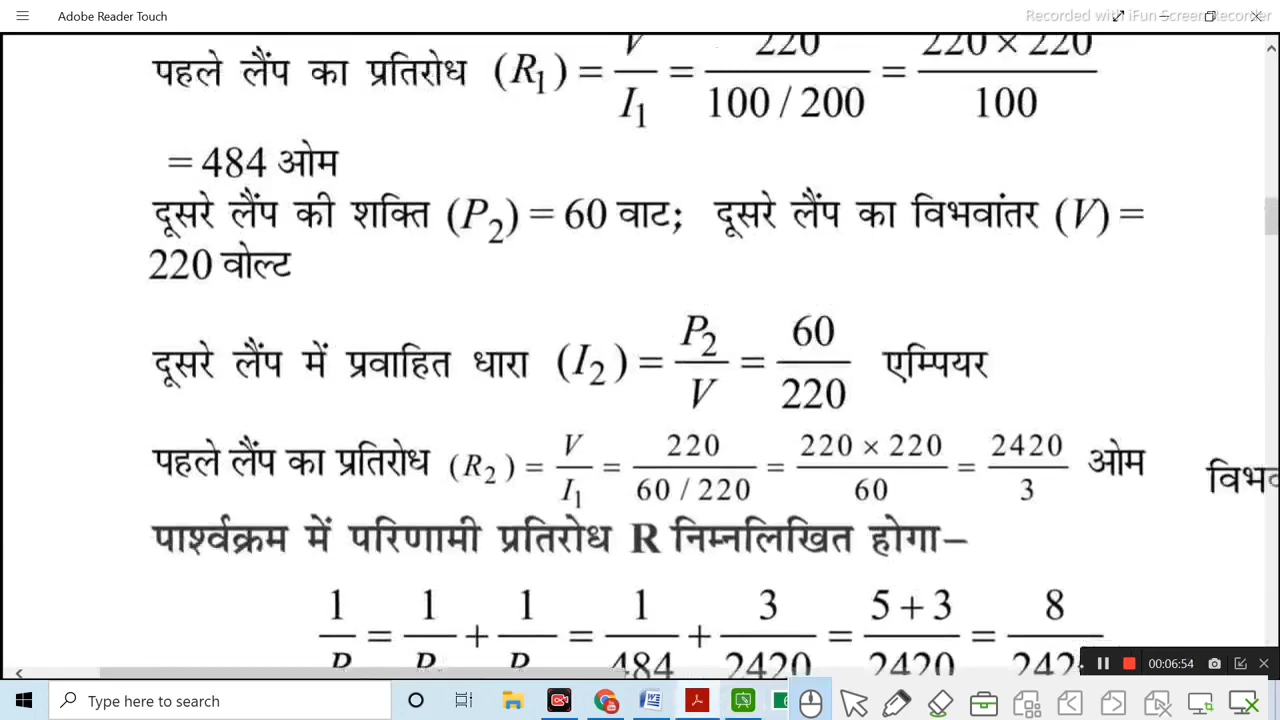 Adobe Reader Touch
Recorded with iFun Screen Recorder
पहले लैंप का प्रतिरोध (R₁) = V/I₁ = 220/(100 / 200) = (220 × 220)/100
= 484 ओम
दूसरे लैंप की शक्ति (P₂) = 60 वाट; दूसरे लैंप का विभवांतर (V) =
220 वोल्ट
दूसरे लैंप में प्रवाहित धारा (I₂) = P₂/V = 60/220 एम्पियर
पहले लैंप का प्रतिरोध (R₂) = V/I₁ = 220/(60 / 220) = (220 × 220)/60 = 2420/3 ओम
पार्श्वक्रम में परिणामी प्रतिरोध R निम्नलिखित होगा–
1/R = 1/R + 1/R = 1/484 + 3/2420 = (5 + 3)/2420 = 8/242
00:06:54
Type here to search